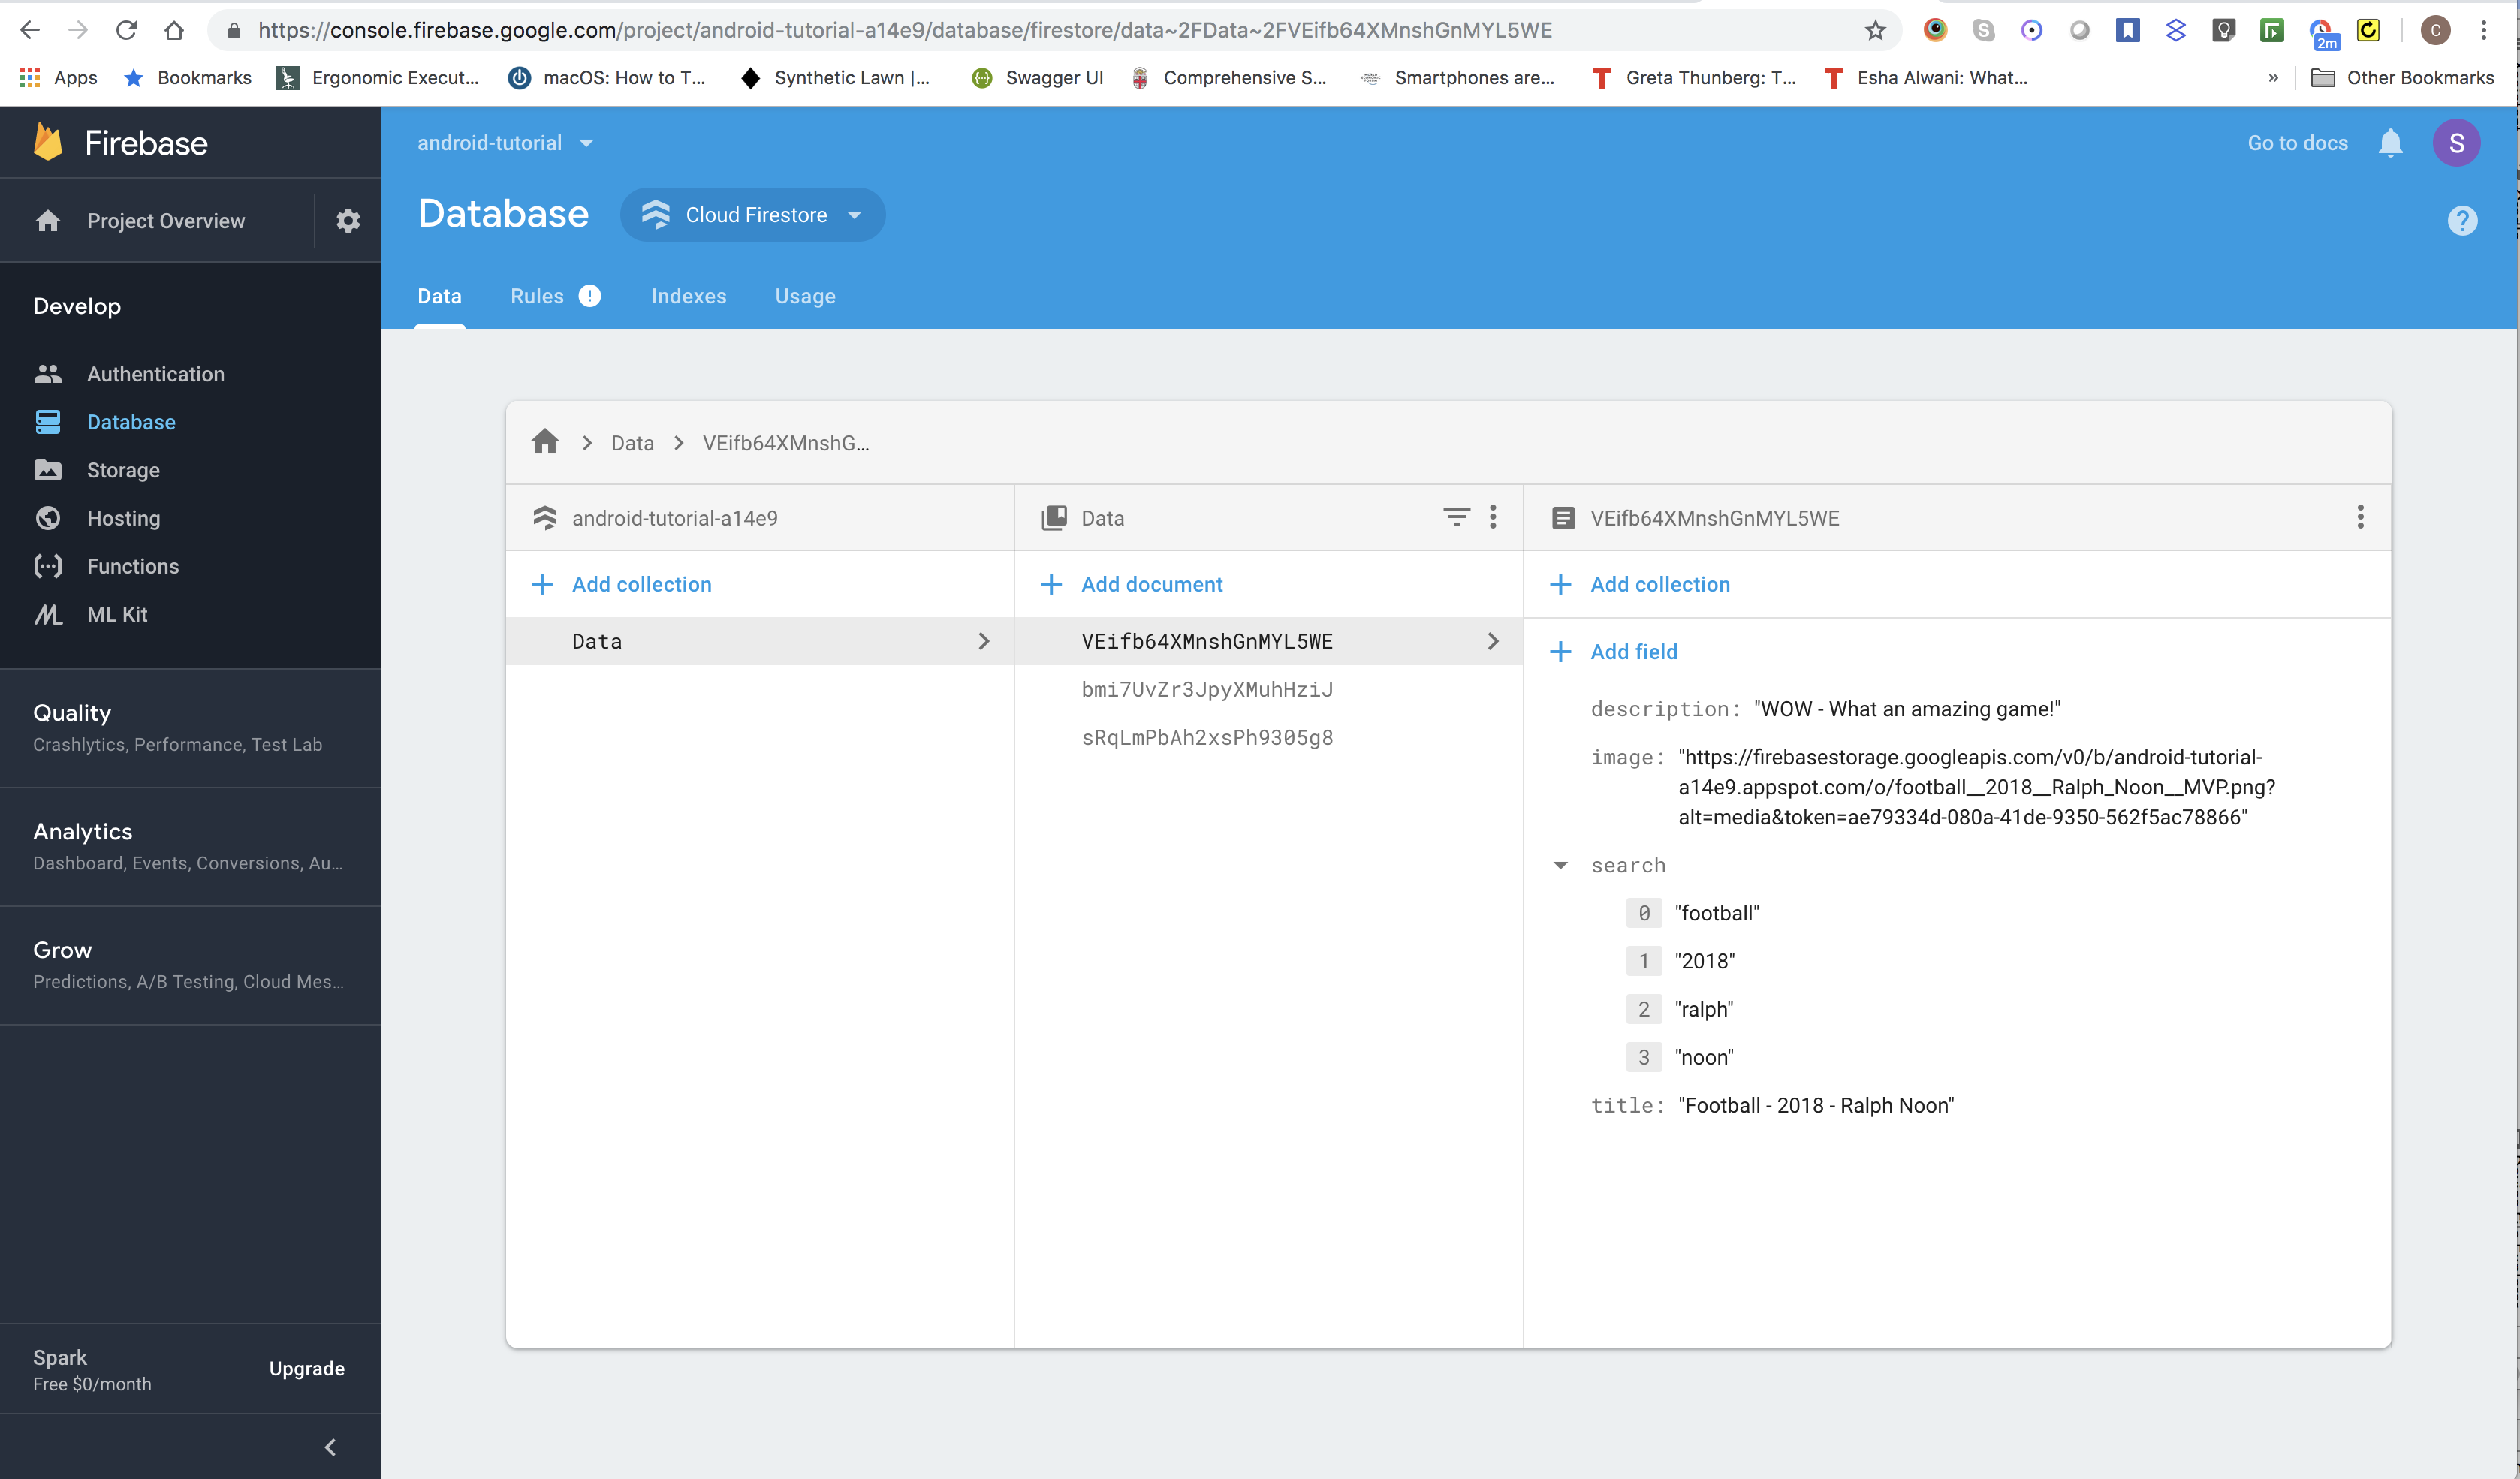 https://console.firebase.google.com/project/android-tutorial-a14e9/database/firestore/data~2FData~2FVEifb64XMnshGnMYL5WE
2m
C
Apps
Bookmarks
Ergonomic Execut...
macOS: How to T...
Synthetic Lawn |...
Swagger UI
Comprehensive S...
Smartphones are...
Greta Thunberg: T...
Esha Alwani: What...
»
Other Bookmarks
Firebase
Project Overview
Develop
Authentication
Database
Storage
Hosting
Functions
ML Kit
Quality
Crashlytics, Performance, Test Lab
Analytics
Dashboard, Events, Conversions, Au...
Grow
Predictions, A/B Testing, Cloud Mes...
Spark
Free $0/month
Upgrade
android-tutorial
Go to docs
S
Database
Cloud Firestore
Data
Rules
Indexes
Usage
Data
VEifb64XMnshG...
android-tutorial-a14e9
Add collection
Data
Data
Add document
VEifb64XMnshGnMYL5WE
bmi7UvZr3JpyXMuhHziJ
sRqLmPbAh2xsPh9305g8
VEifb64XMnshGnMYL5WE
Add collection
Add field
description: "WOW - What an amazing game!"
image: "https://firebasestorage.googleapis.com/v0/b/android-tutorial-
a14e9.appspot.com/o/football__2018__Ralph_Noon__MVP.png?
alt=media&token=ae79334d-080a-41de-9350-562f5ac78866"
search
0 "football"
1 "2018"
2 "ralph"
3 "noon"
title: "Football - 2018 - Ralph Noon"